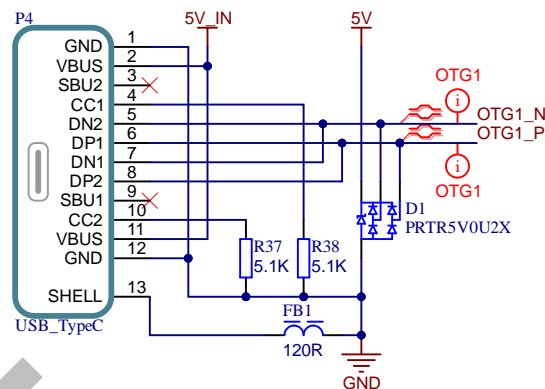 P4
5V_IN
5V
GND 1
VBUS 2
SBU2 3
CC1 4
DN2 5
DP1 6
DN1 7
DP2 8
SBU1 9
CC2 10
VBUS 11
GND 12
SHELL 13
USB_TypeC
OTG1
i
OTG1_N
OTG1_P
i
OTG1
D1
PRTR5V0U2X
R37
5.1K
R38
5.1K
FB1
120R
GND